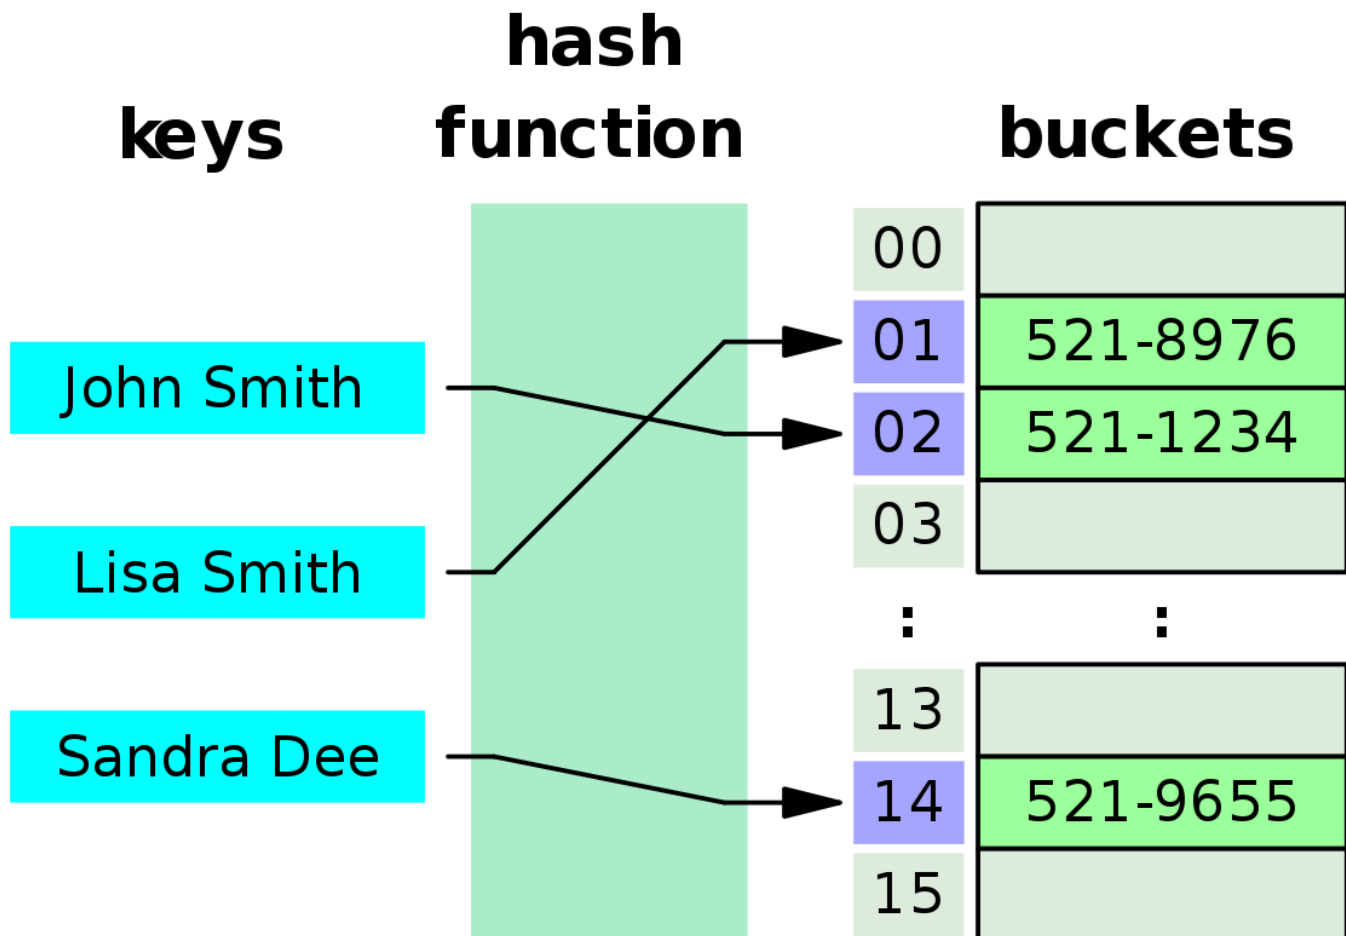 hash
function
keys
buckets
John Smith
Lisa Smith
Sandra Dee
00
01 521-8976
02 521-1234
03
: :
13
14 521-9655
15